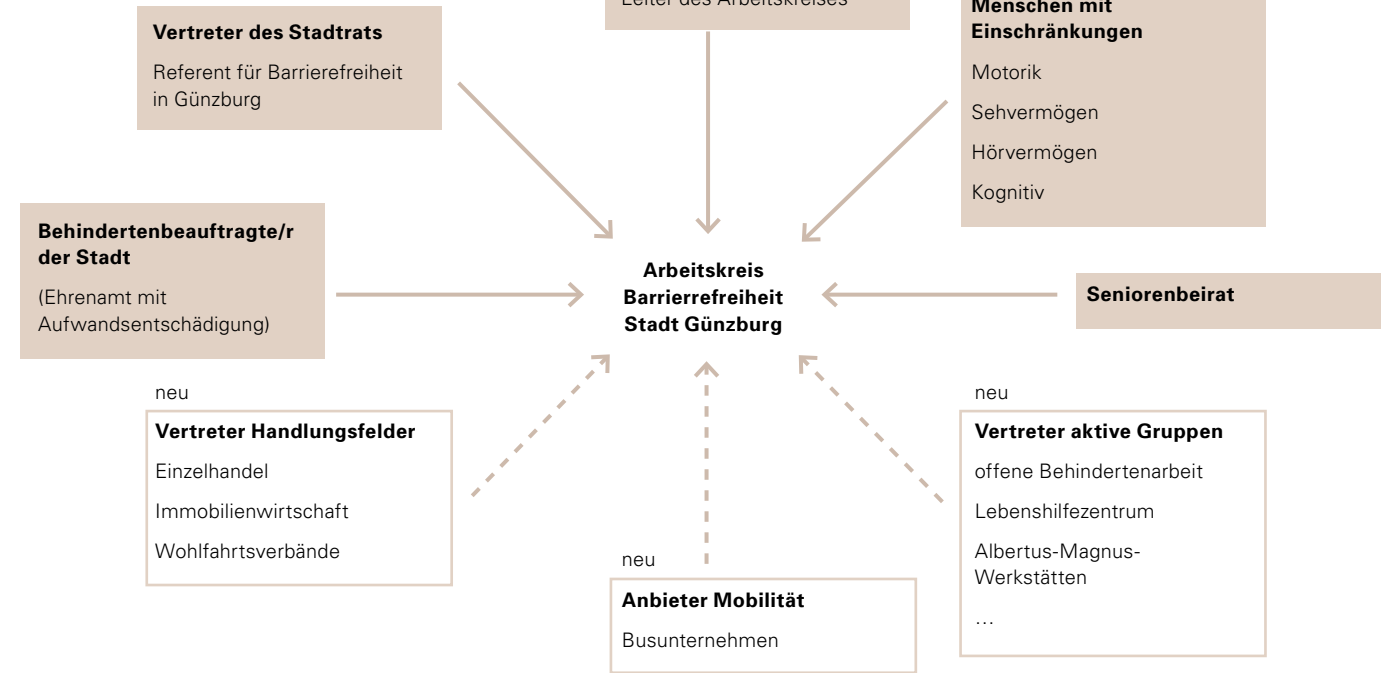 Leiter des Arbeitskreises
Vertreter des Stadtrats
Referent für Barrierefreiheit
in Günzburg
Menschen mit
Einschränkungen
Motorik
Sehvermögen
Hörvermögen
Kognitiv
Behindertenbeauftragte/r
der Stadt
(Ehrenamt mit
Aufwandsentschädigung)
Arbeitskreis
Barrierrefreiheit
Stadt Günzburg
Seniorenbeirat
neu
Vertreter Handlungsfelder
Einzelhandel
Immobilienwirtschaft
Wohlfahrtsverbände
neu
Anbieter Mobilität
Busunternehmen
neu
Vertreter aktive Gruppen
offene Behindertenarbeit
Lebenshilfezentrum
Albertus-Magnus-
Werkstätten
…